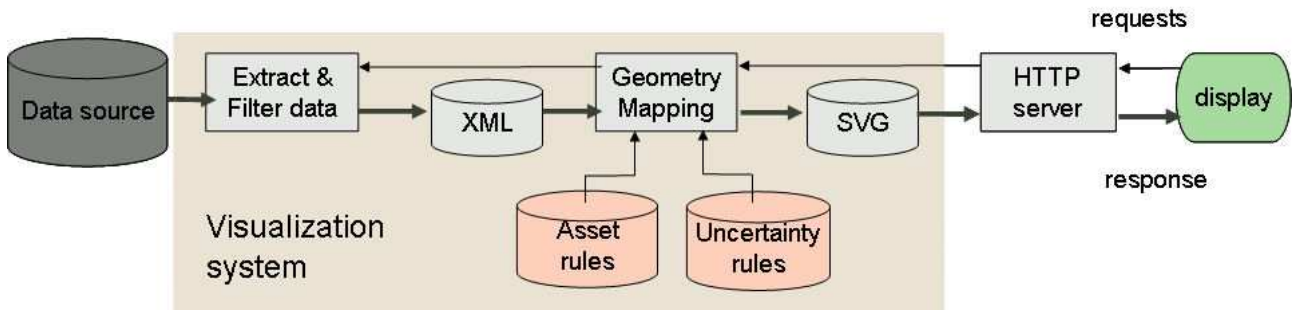 requests
Data source
Extract &
Filter data
XML
Geometry
Mapping
SVG
HTTP
server
display
response
Visualization
system
Asset
rules
Uncertainty
rules